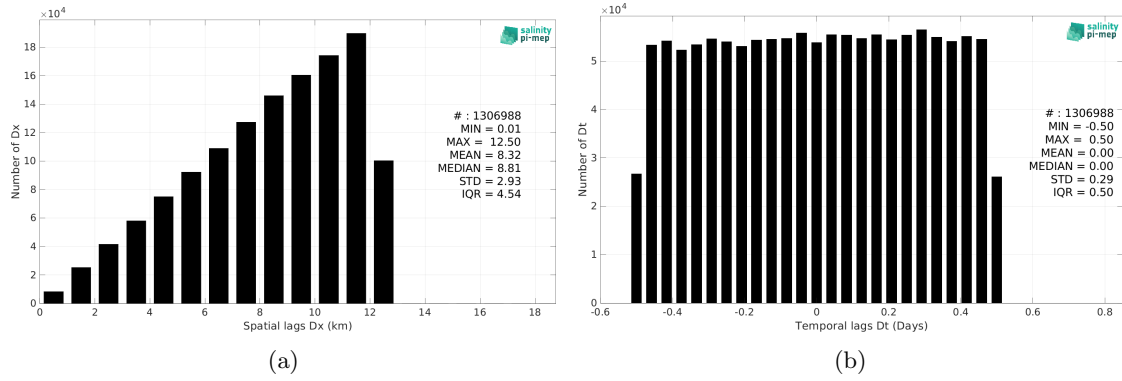 ×10⁴
18
16
14
12
10
8
6
4
2
0
Number of Dx
salinity
pi-mep
# : 1306988
MIN = 0.01
MAX = 12.50
MEAN = 8.32
MEDIAN = 8.81
STD = 2.93
IQR = 4.54
0 2 4 6 8 10 12 14 16 18
Spatial lags Dx (km)
(a)
×10⁴
5
4
3
2
1
0
Number of Dt
salinity
pi-mep
# : 1306988
MIN = -0.50
MAX = 0.50
MEAN = 0.00
MEDIAN = 0.00
STD = 0.29
IQR = 0.50
-0.6 -0.4 -0.2 0 0.2 0.4 0.6 0.8
Temporal lags Dt (Days)
(b)